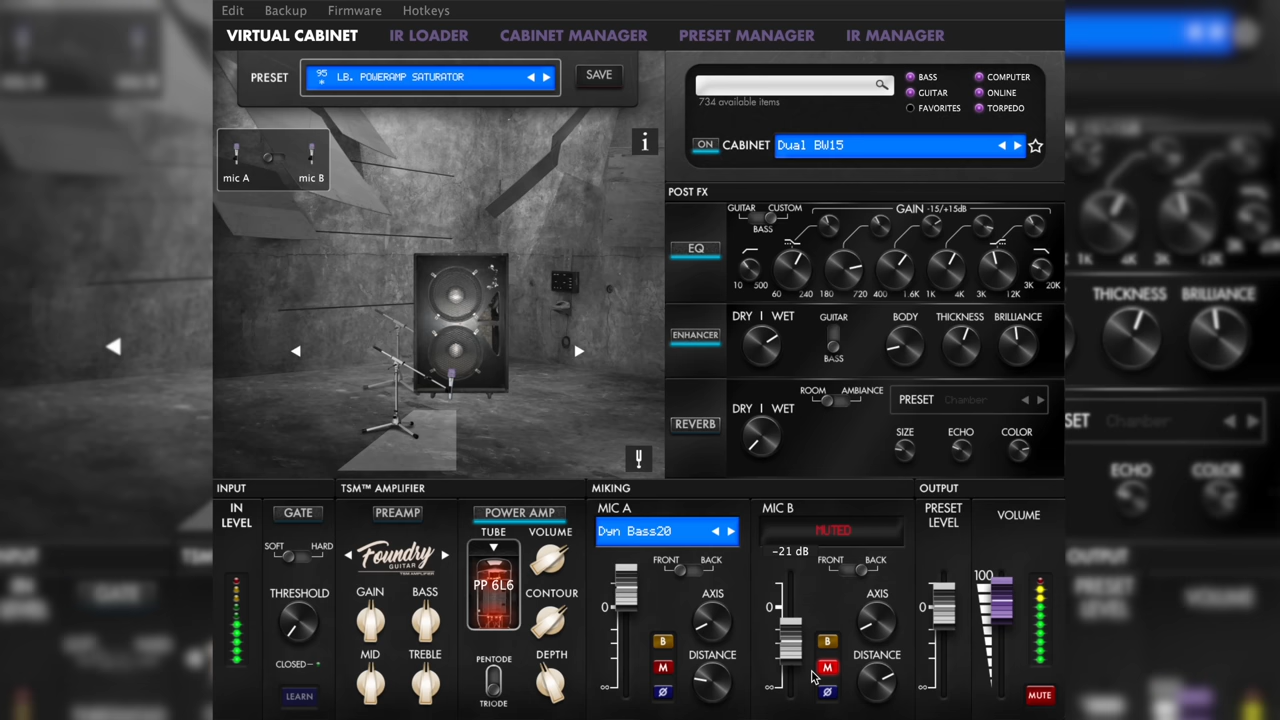 Edit Backup Firmware Hotkeys
VIRTUAL CABINET IR LOADER CABINET MANAGER PRESET MANAGER IR MANAGER
PRESET 95 * LB. POWERAMP SATURATOR SAVE
734 available items
BASS COMPUTER
GUITAR ONLINE
FAVORITES TORPEDO
ON CABINET Dual BW15
i
mic A mic B
POST FX
GUITAR CUSTOM
BASS
GAIN -15/+15dB
EQ
10 500 60 240 180 720 400 1.6K 1K 4K 3K 12K 3K 20K
ENHANCER
DRY | WET GUITAR BODY THICKNESS BRILLIANCE
BASS
REVERB
ROOM AMBIANCE
PRESET Chamber
DRY | WET SIZE ECHO COLOR
INPUT TSM™ AMPLIFIER MIKING OUTPUT
IN LEVEL
GATE
SOFT HARD
THRESHOLD
CLOSED
LEARN
PREAMP
Foundry
GUITAR
GAIN BASS
MID TREBLE
POWER AMP
TUBE VOLUME
PP 6L6
CONTOUR
PENTODE DEPTH
TRIODE
MIC A
Dyn Bass20
FRONT BACK
0
AXIS
B
M
DISTANCE
∞ Ø
MIC B
MUTED
-21 dB
FRONT BACK
0
AXIS
B
M
DISTANCE
∞ Ø
PRESET LEVEL
VOLUME
100
0
∞
MUTE
THICKNESS BRILLIANCE
ECHO COLOR